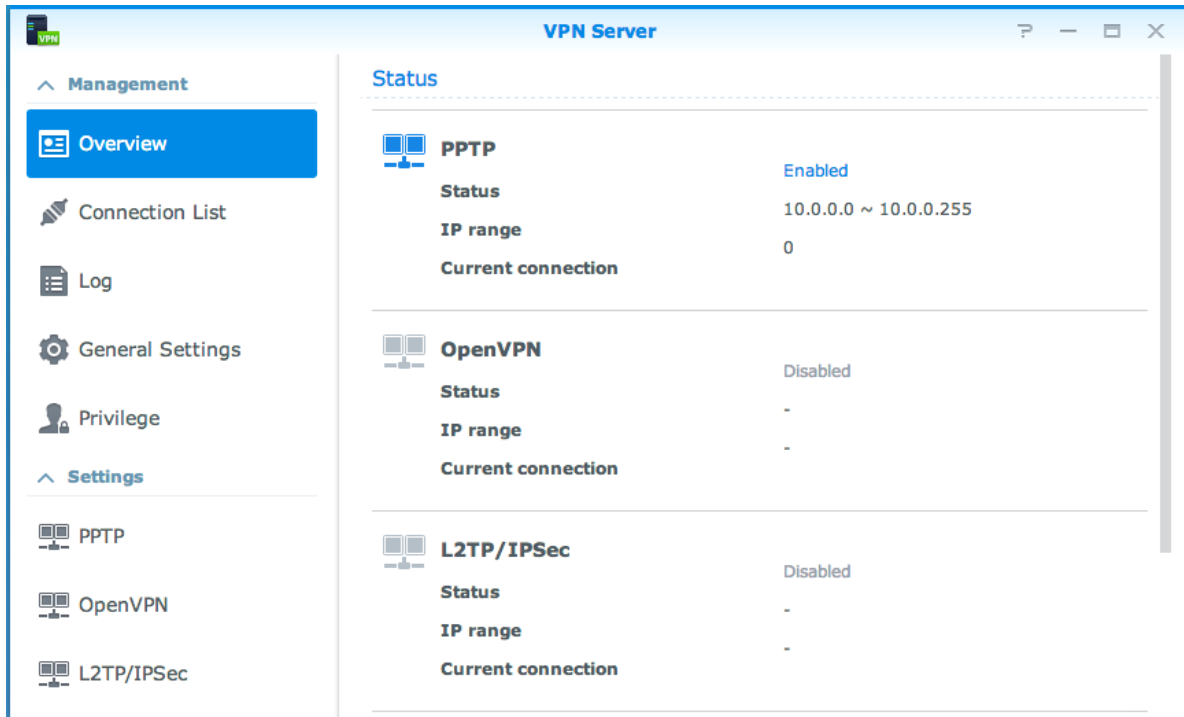 VPN
VPN Server
Management
Overview
Connection List
Log
General Settings
Privilege
Settings
PPTP
OpenVPN
L2TP/IPSec
Status
PPTP
Status
Enabled
IP range
10.0.0.0 ~ 10.0.0.255
Current connection
0
OpenVPN
Status
Disabled
IP range
-
Current connection
-
L2TP/IPSec
Status
Disabled
IP range
-
Current connection
-